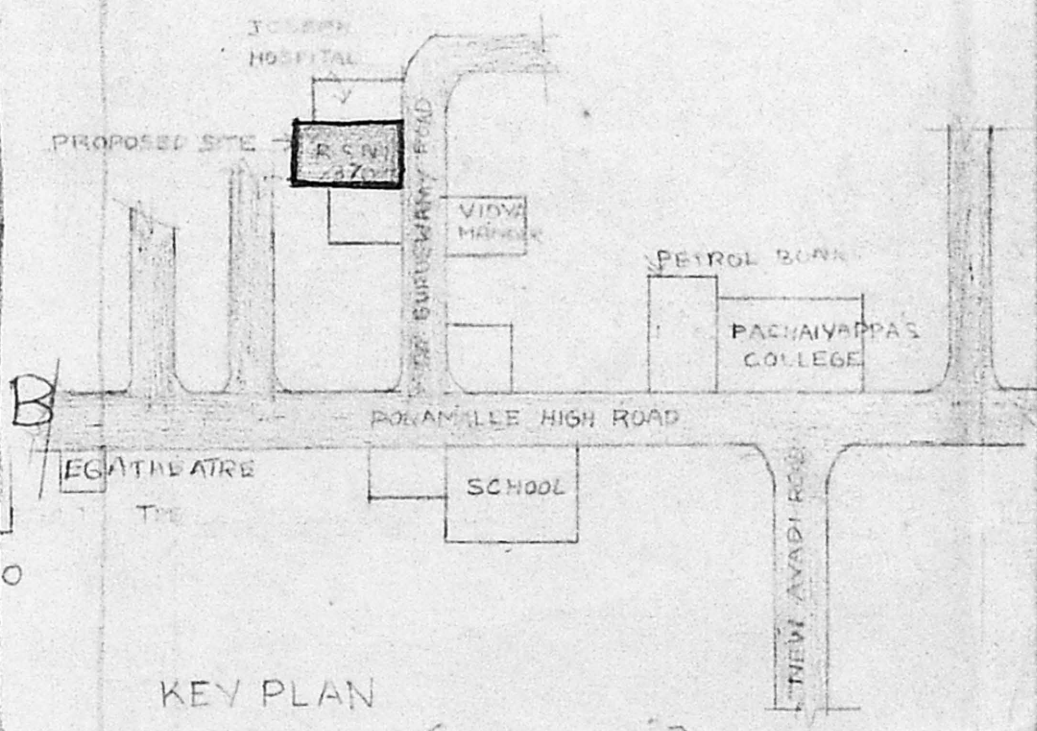 JOSEPH
HOSPITAL
PROPOSED SITE
R S NO
370
GURUSWAMY ROAD
VIDYA
MANDIR
PETROL BUNK
PACHAIYAPPA'S
COLLEGE
B
POONAMALLE HIGH ROAD
EGA THEATRE
SCHOOL
NEW AVADI ROAD
KEY PLAN